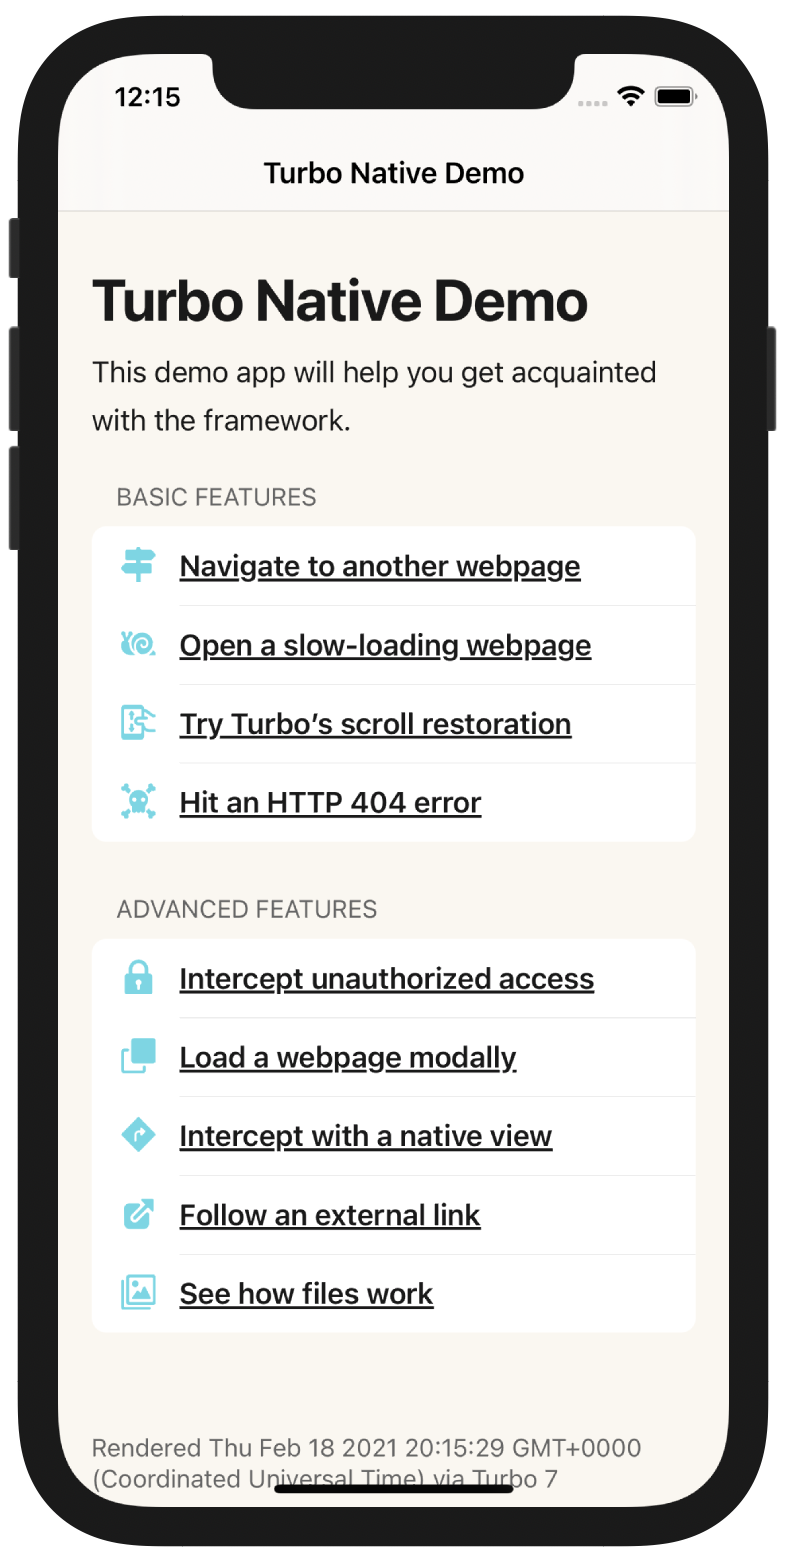 12:15
Turbo Native Demo
Turbo Native Demo
This demo app will help you get acquainted
with the framework.
BASIC FEATURES
Navigate to another webpage
Open a slow-loading webpage
Try Turbo’s scroll restoration
Hit an HTTP 404 error
ADVANCED FEATURES
Intercept unauthorized access
Load a webpage modally
Intercept with a native view
Follow an external link
See how files work
Rendered Thu Feb 18 2021 20:15:29 GMT+0000
(Coordinated Universal Time) via Turbo 7